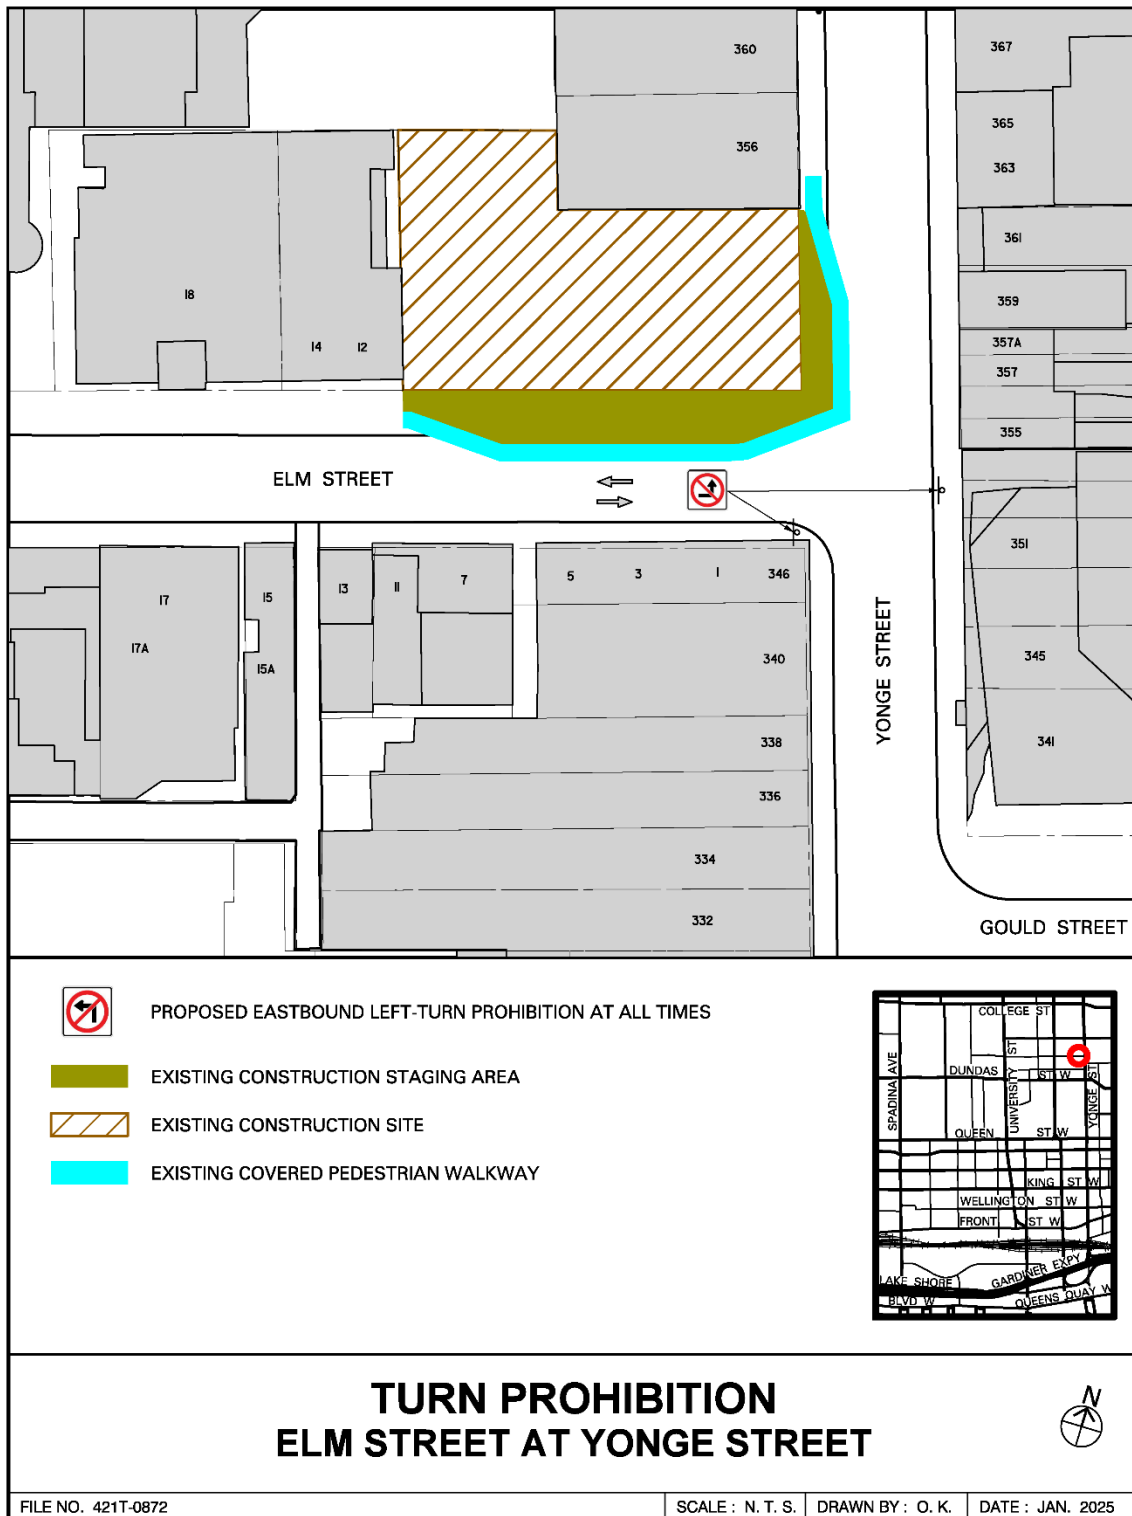 360
367
356
365
363
361
18
359
14 12
357A
357
355
ELM STREET
351
17
15
13
11
7
5
3
1
346
17A
15A
340
345
YONGE STREET
338
341
336
334
332
GOULD STREET
PROPOSED EASTBOUND LEFT-TURN PROHIBITION AT ALL TIMES
EXISTING CONSTRUCTION STAGING AREA
EXISTING CONSTRUCTION SITE
EXISTING COVERED PEDESTRIAN WALKWAY
COLLEGE ST
SPADINA AVE
UNIVERSITY ST
YONGE ST
DUNDAS ST W
QUEEN ST W
KING ST W
WELLINGTON ST W
FRONT ST W
GARDINER EXPY
LAKE SHORE
BLVD W
QUEENS QUAY W
TURN PROHIBITION
ELM STREET AT YONGE STREET
N
FILE NO. 421T-0872
SCALE : N. T. S.
DRAWN BY : O. K.
DATE : JAN. 2025